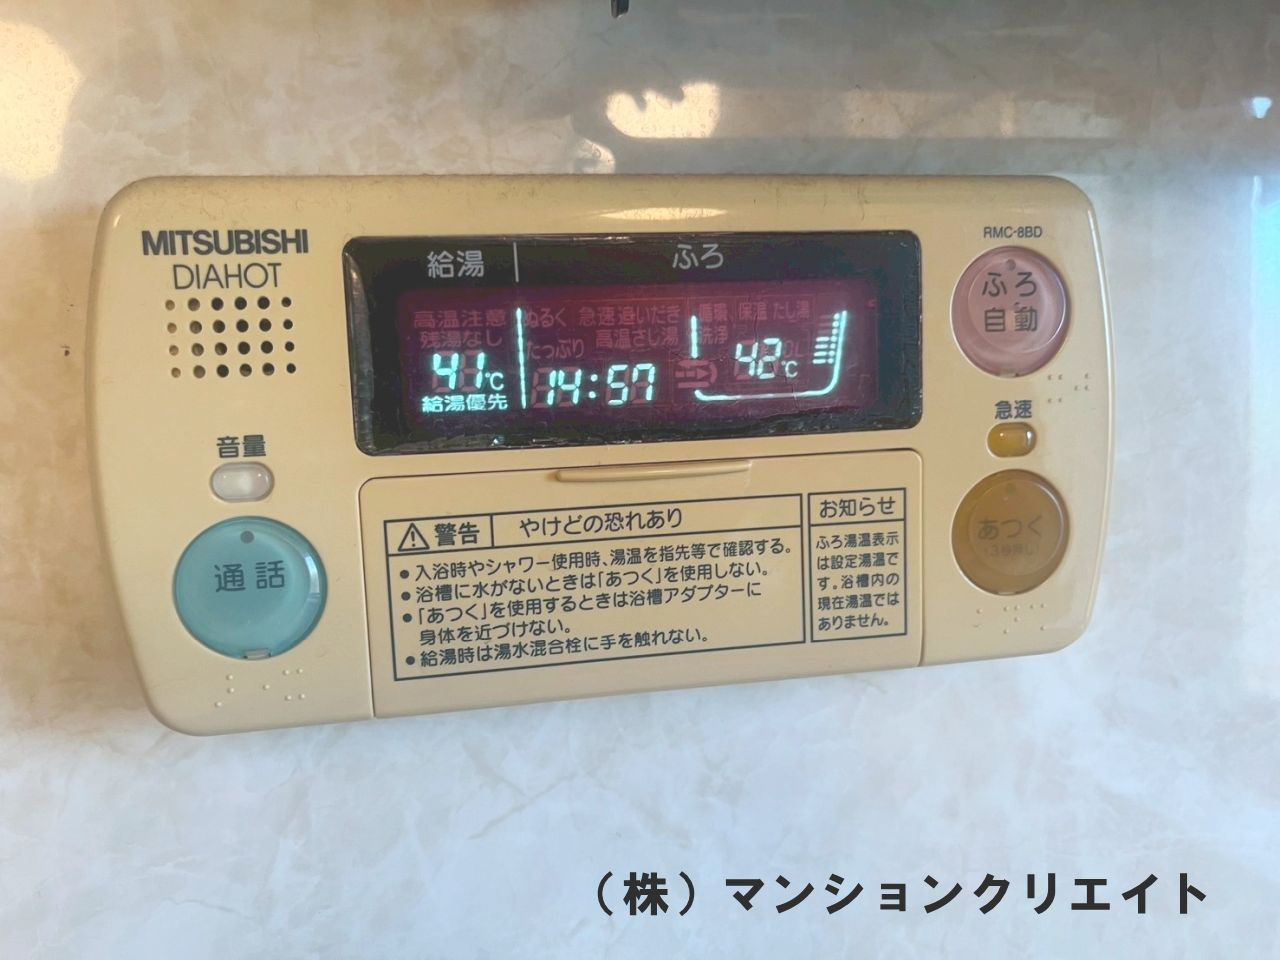 MITSUBISHI
DIAHOT
音量
通話
給湯 ふろ
高温注意 ぬるく 急速追いだき 循環 保温 たし湯
残湯なし たっぷり 高温さし湯 洗浄
41℃ 14:57 42℃
給湯優先
警告 やけどの恐れあり
● 入浴時やシャワー使用時、湯温を指先等で確認する。
● 浴槽に水がないときは「あつく」を使用しない。
● 「あつく」を使用するときは浴槽アダプターに
身体を近づけない。
● 給湯時は湯水混合栓に手を触れない。
お知らせ
ふろ湯温表示
は設定湯温で
す。浴槽内の
現在湯温では
ありません。
RMC-8BD
ふろ
自動
急速
あつく
(3秒押し)
（株）マンションクリエイト